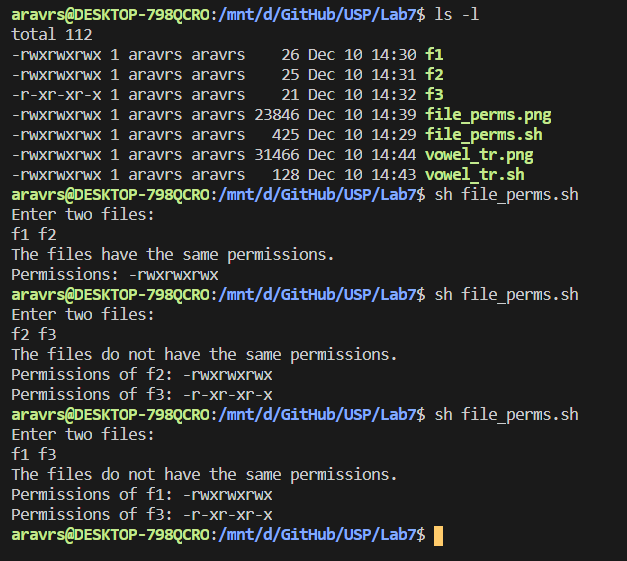 aravrs@DESKTOP-798QCRO:/mnt/d/GitHub/USP/Lab7$ ls -l
total 112
-rwxrwxrwx 1 aravrs aravrs    26 Dec 10 14:30 f1
-rwxrwxrwx 1 aravrs aravrs    25 Dec 10 14:31 f2
-r-xr-xr-x 1 aravrs aravrs    21 Dec 10 14:32 f3
-rwxrwxrwx 1 aravrs aravrs 23846 Dec 10 14:39 file_perms.png
-rwxrwxrwx 1 aravrs aravrs   425 Dec 10 14:29 file_perms.sh
-rwxrwxrwx 1 aravrs aravrs 31466 Dec 10 14:44 vowel_tr.png
-rwxrwxrwx 1 aravrs aravrs   128 Dec 10 14:43 vowel_tr.sh
aravrs@DESKTOP-798QCRO:/mnt/d/GitHub/USP/Lab7$ sh file_perms.sh
Enter two files:
f1 f2
The files have the same permissions.
Permissions: -rwxrwxrwx
aravrs@DESKTOP-798QCRO:/mnt/d/GitHub/USP/Lab7$ sh file_perms.sh
Enter two files:
f2 f3
The files do not have the same permissions.
Permissions of f2: -rwxrwxrwx
Permissions of f3: -r-xr-xr-x
aravrs@DESKTOP-798QCRO:/mnt/d/GitHub/USP/Lab7$ sh file_perms.sh
Enter two files:
f1 f3
The files do not have the same permissions.
Permissions of f1: -rwxrwxrwx
Permissions of f3: -r-xr-xr-x
aravrs@DESKTOP-798QCRO:/mnt/d/GitHub/USP/Lab7$